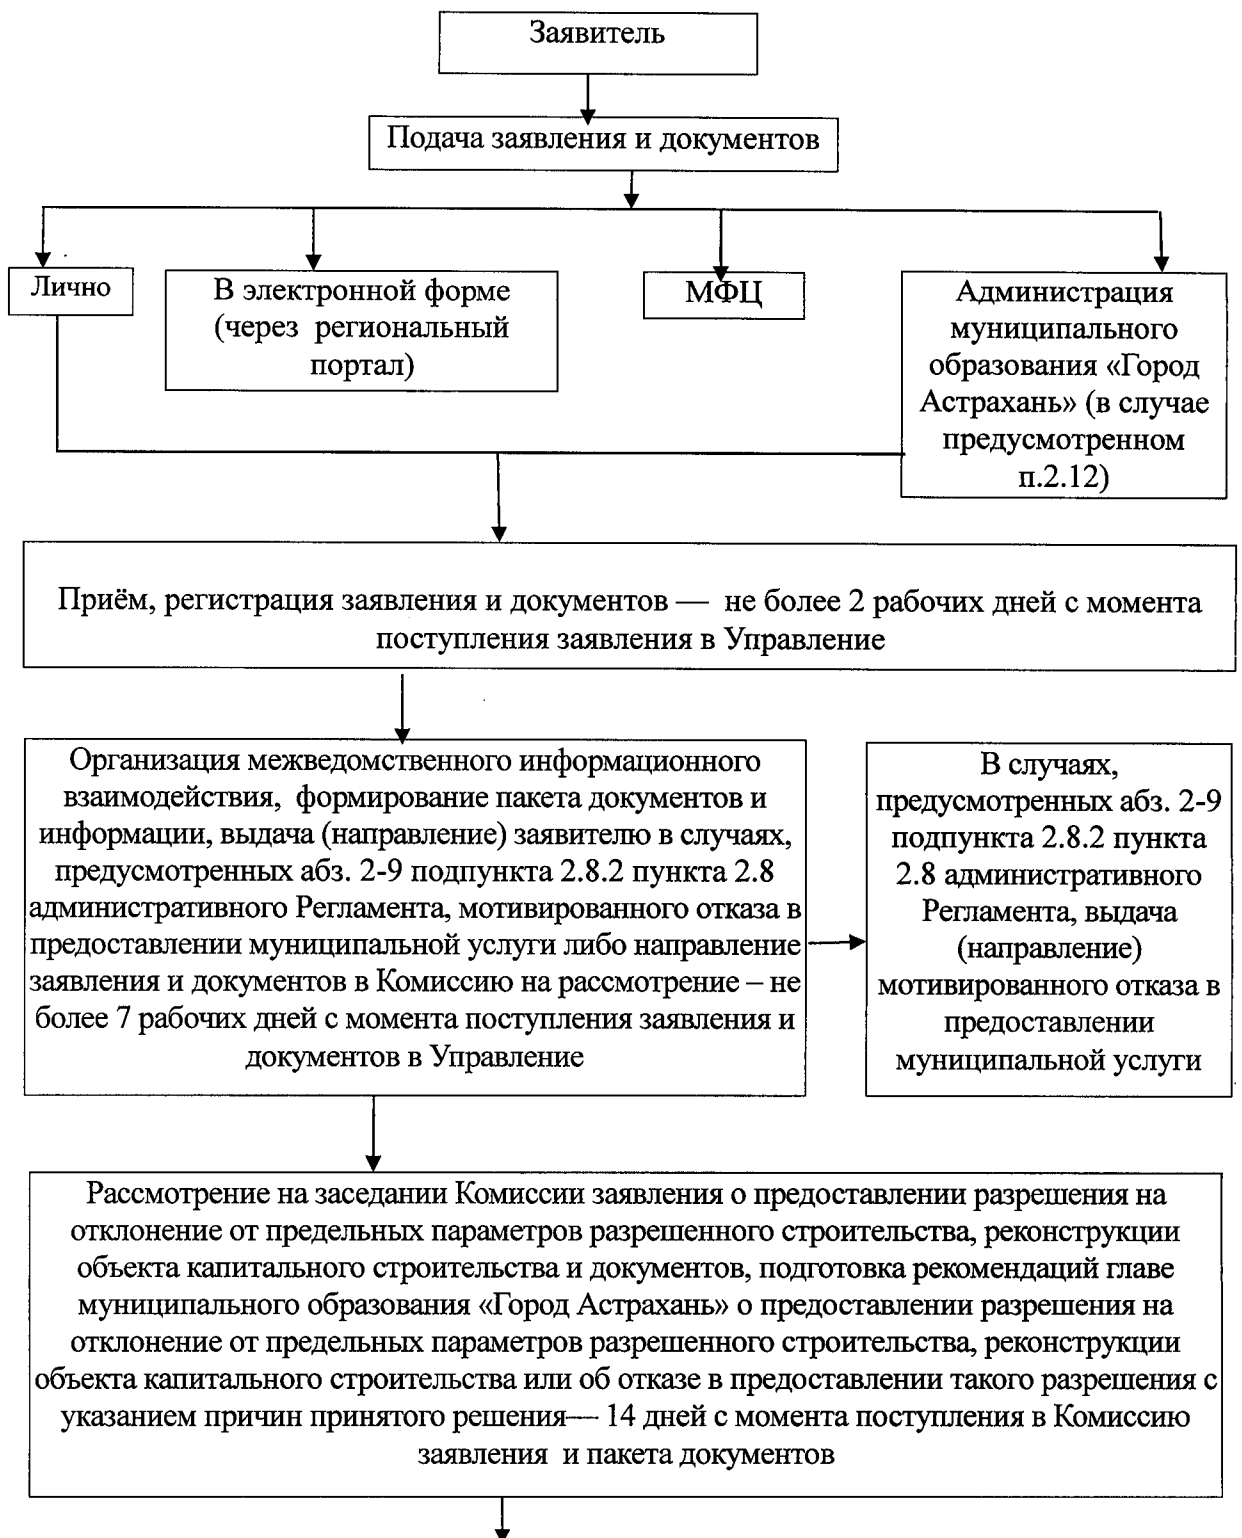 Заявитель
Подача заявления и документов
Лично
В электронной форме
(через региональный
портал)
МФЦ
Администрация
муниципального
образования «Город
Астрахань» (в случае
предусмотренном
п.2.12)
Приём, регистрация заявления и документов — не более 2 рабочих дней с момента
поступления заявления в Управление
Организация межведомственного информационного
взаимодействия, формирование пакета документов и
информации, выдача (направление) заявителю в случаях,
предусмотренных абз. 2-9 подпункта 2.8.2 пункта 2.8
административного Регламента, мотивированного отказа в
предоставлении муниципальной услуги либо направление
заявления и документов в Комиссию на рассмотрение – не
более 7 рабочих дней с момента поступления заявления и
документов в Управление
В случаях,
предусмотренных абз. 2-9
подпункта 2.8.2 пункта
2.8 административного
Регламента, выдача
(направление)
мотивированного отказа в
предоставлении
муниципальной услуги
Рассмотрение на заседании Комиссии заявления о предоставлении разрешения на
отклонение от предельных параметров разрешенного строительства, реконструкции
объекта капитального строительства и документов, подготовка рекомендаций главе
муниципального образования «Город Астрахань» о предоставлении разрешения на
отклонение от предельных параметров разрешенного строительства, реконструкции
объекта капитального строительства или об отказе в предоставлении такого разрешения с
указанием причин принятого решения— 14 дней с момента поступления в Комиссию
заявления и пакета документов